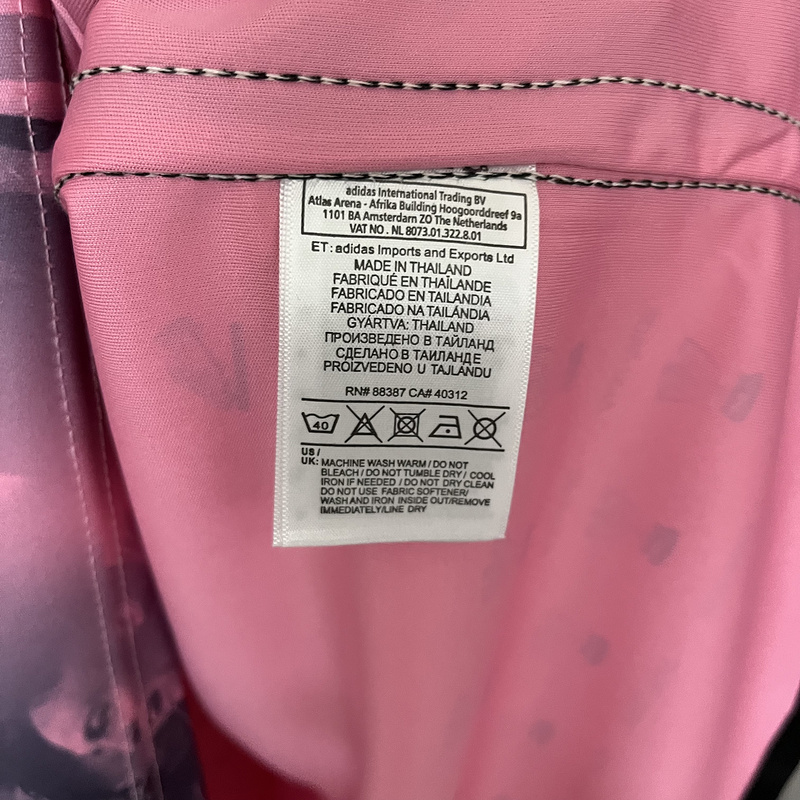 adidas International Trading BV
Atlas Arena - Afrika Building Hoogoorddreef 9a
1101 BA Amsterdam ZO The Netherlands
VAT NO. NL 8073.01.322.8.01
ET: adidas Imports and Exports Ltd
MADE IN THAILAND
FABRIQUÉ EN THAÏLANDE
FABRICADO EN TAILANDIA
FABRICADO NA TAILÁNDIA
GYÁRTVA: THAILAND
ПРОИЗВЕДЕНО В ТАЙЛАНД
СДЕЛАНО В ТАИЛАНДЕ
PROIZVEDENO U TAJLANDU
RN# 88387 CA# 40312
40
US /
UK: MACHINE WASH WARM / DO NOT
BLEACH / DO NOT TUMBLE DRY / COOL
IRON IF NEEDED / DO NOT DRY CLEAN
DO NOT USE FABRIC SOFTENER/
WASH AND IRON INSIDE OUT/REMOVE
IMMEDIATELY/LINE DRY